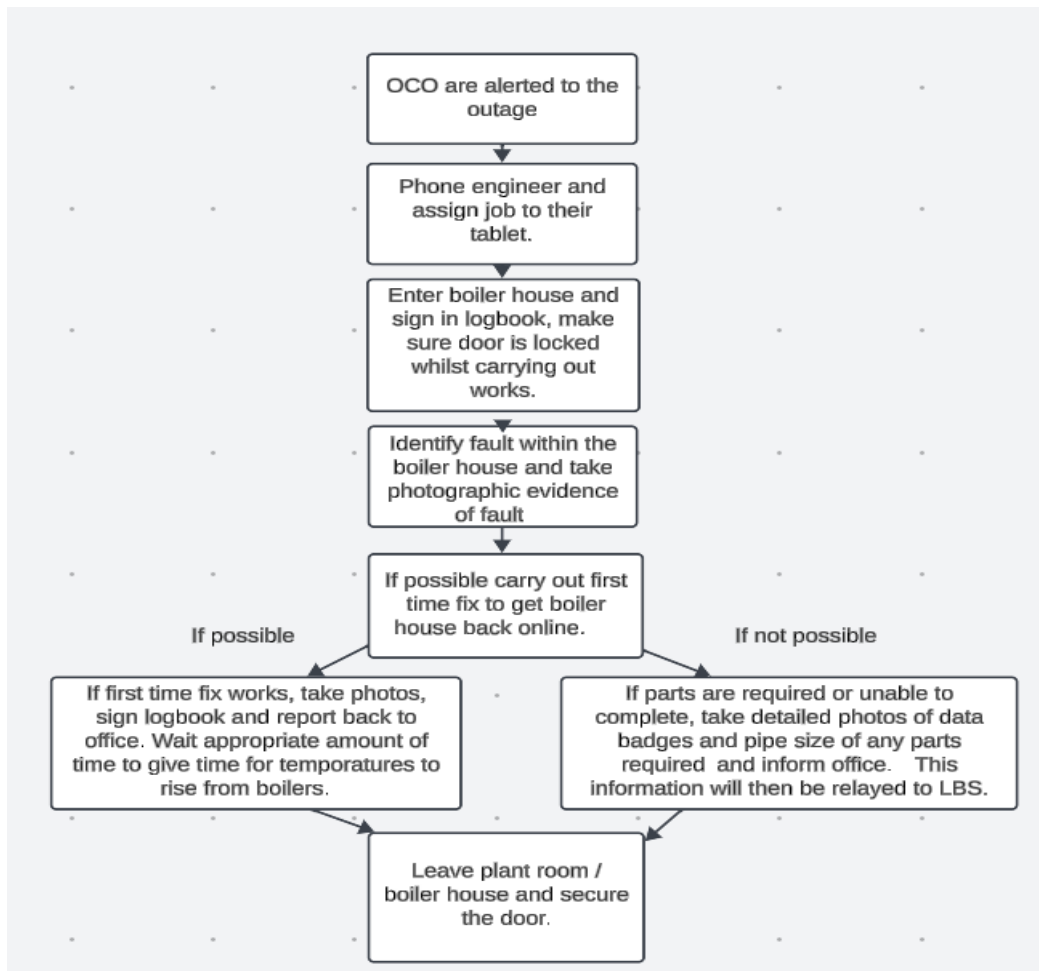 OCO are alerted to the
outage
Phone engineer and
assign job to their
tablet.
Enter boiler house and
sign in logbook, make
sure door is locked
whilst carrying out
works.
Identify fault within the
boiler house and take
photographic evidence
of fault
If possible carry out first
time fix to get boiler
house back online.
If possible
If not possible
If first time fix works, take photos,
sign logbook and report back to
office. Wait appropriate amount of
time to give time for temporatures to
rise from boilers.
If parts are required or unable to
complete, take detailed photos of data
badges and pipe size of any parts
required and inform office. This
information will then be relayed to LBS.
Leave plant room /
boiler house and secure
the door.